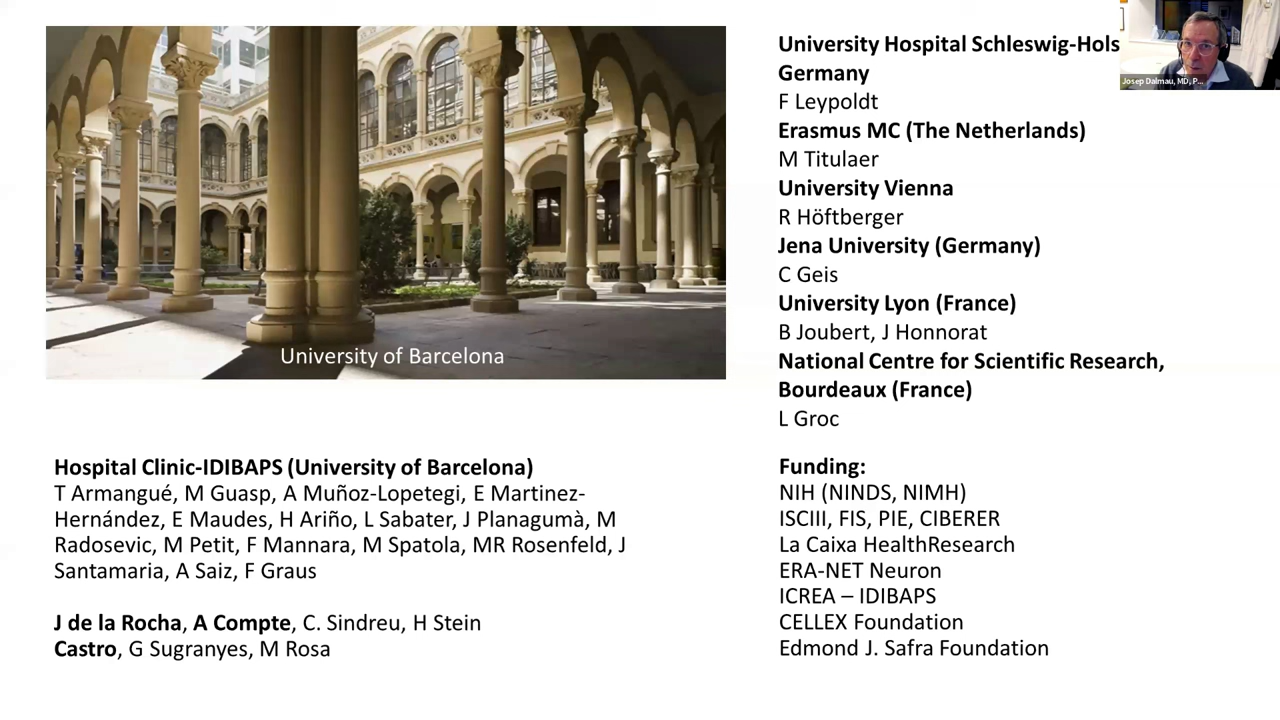 University of Barcelona
Hospital Clinic-IDIBAPS (University of Barcelona)
T Armangué, M Guasp, A Muñoz-Lopetegi, E Martinez-
Hernández, E Maudes, H Ariño, L Sabater, J Planagumà, M
Radosevic, M Petit, F Mannara, M Spatola, MR Rosenfeld, J
Santamaria, A Saiz, F Graus
J de la Rocha, A Compte, C. Sindreu, H Stein
Castro, G Sugranyes, M Rosa
University Hospital Schleswig-Hols
Germany
F Leypoldt
Erasmus MC (The Netherlands)
M Titulaer
University Vienna
R Höftberger
Jena University (Germany)
C Geis
University Lyon (France)
B Joubert, J Honnorat
National Centre for Scientific Research,
Bourdeaux (France)
L Groc
Funding:
NIH (NINDS, NIMH)
ISCIII, FIS, PIE, CIBERER
La Caixa HealthResearch
ERA-NET Neuron
ICREA – IDIBAPS
CELLEX Foundation
Edmond J. Safra Foundation
Josep Dalmau, MD, P...